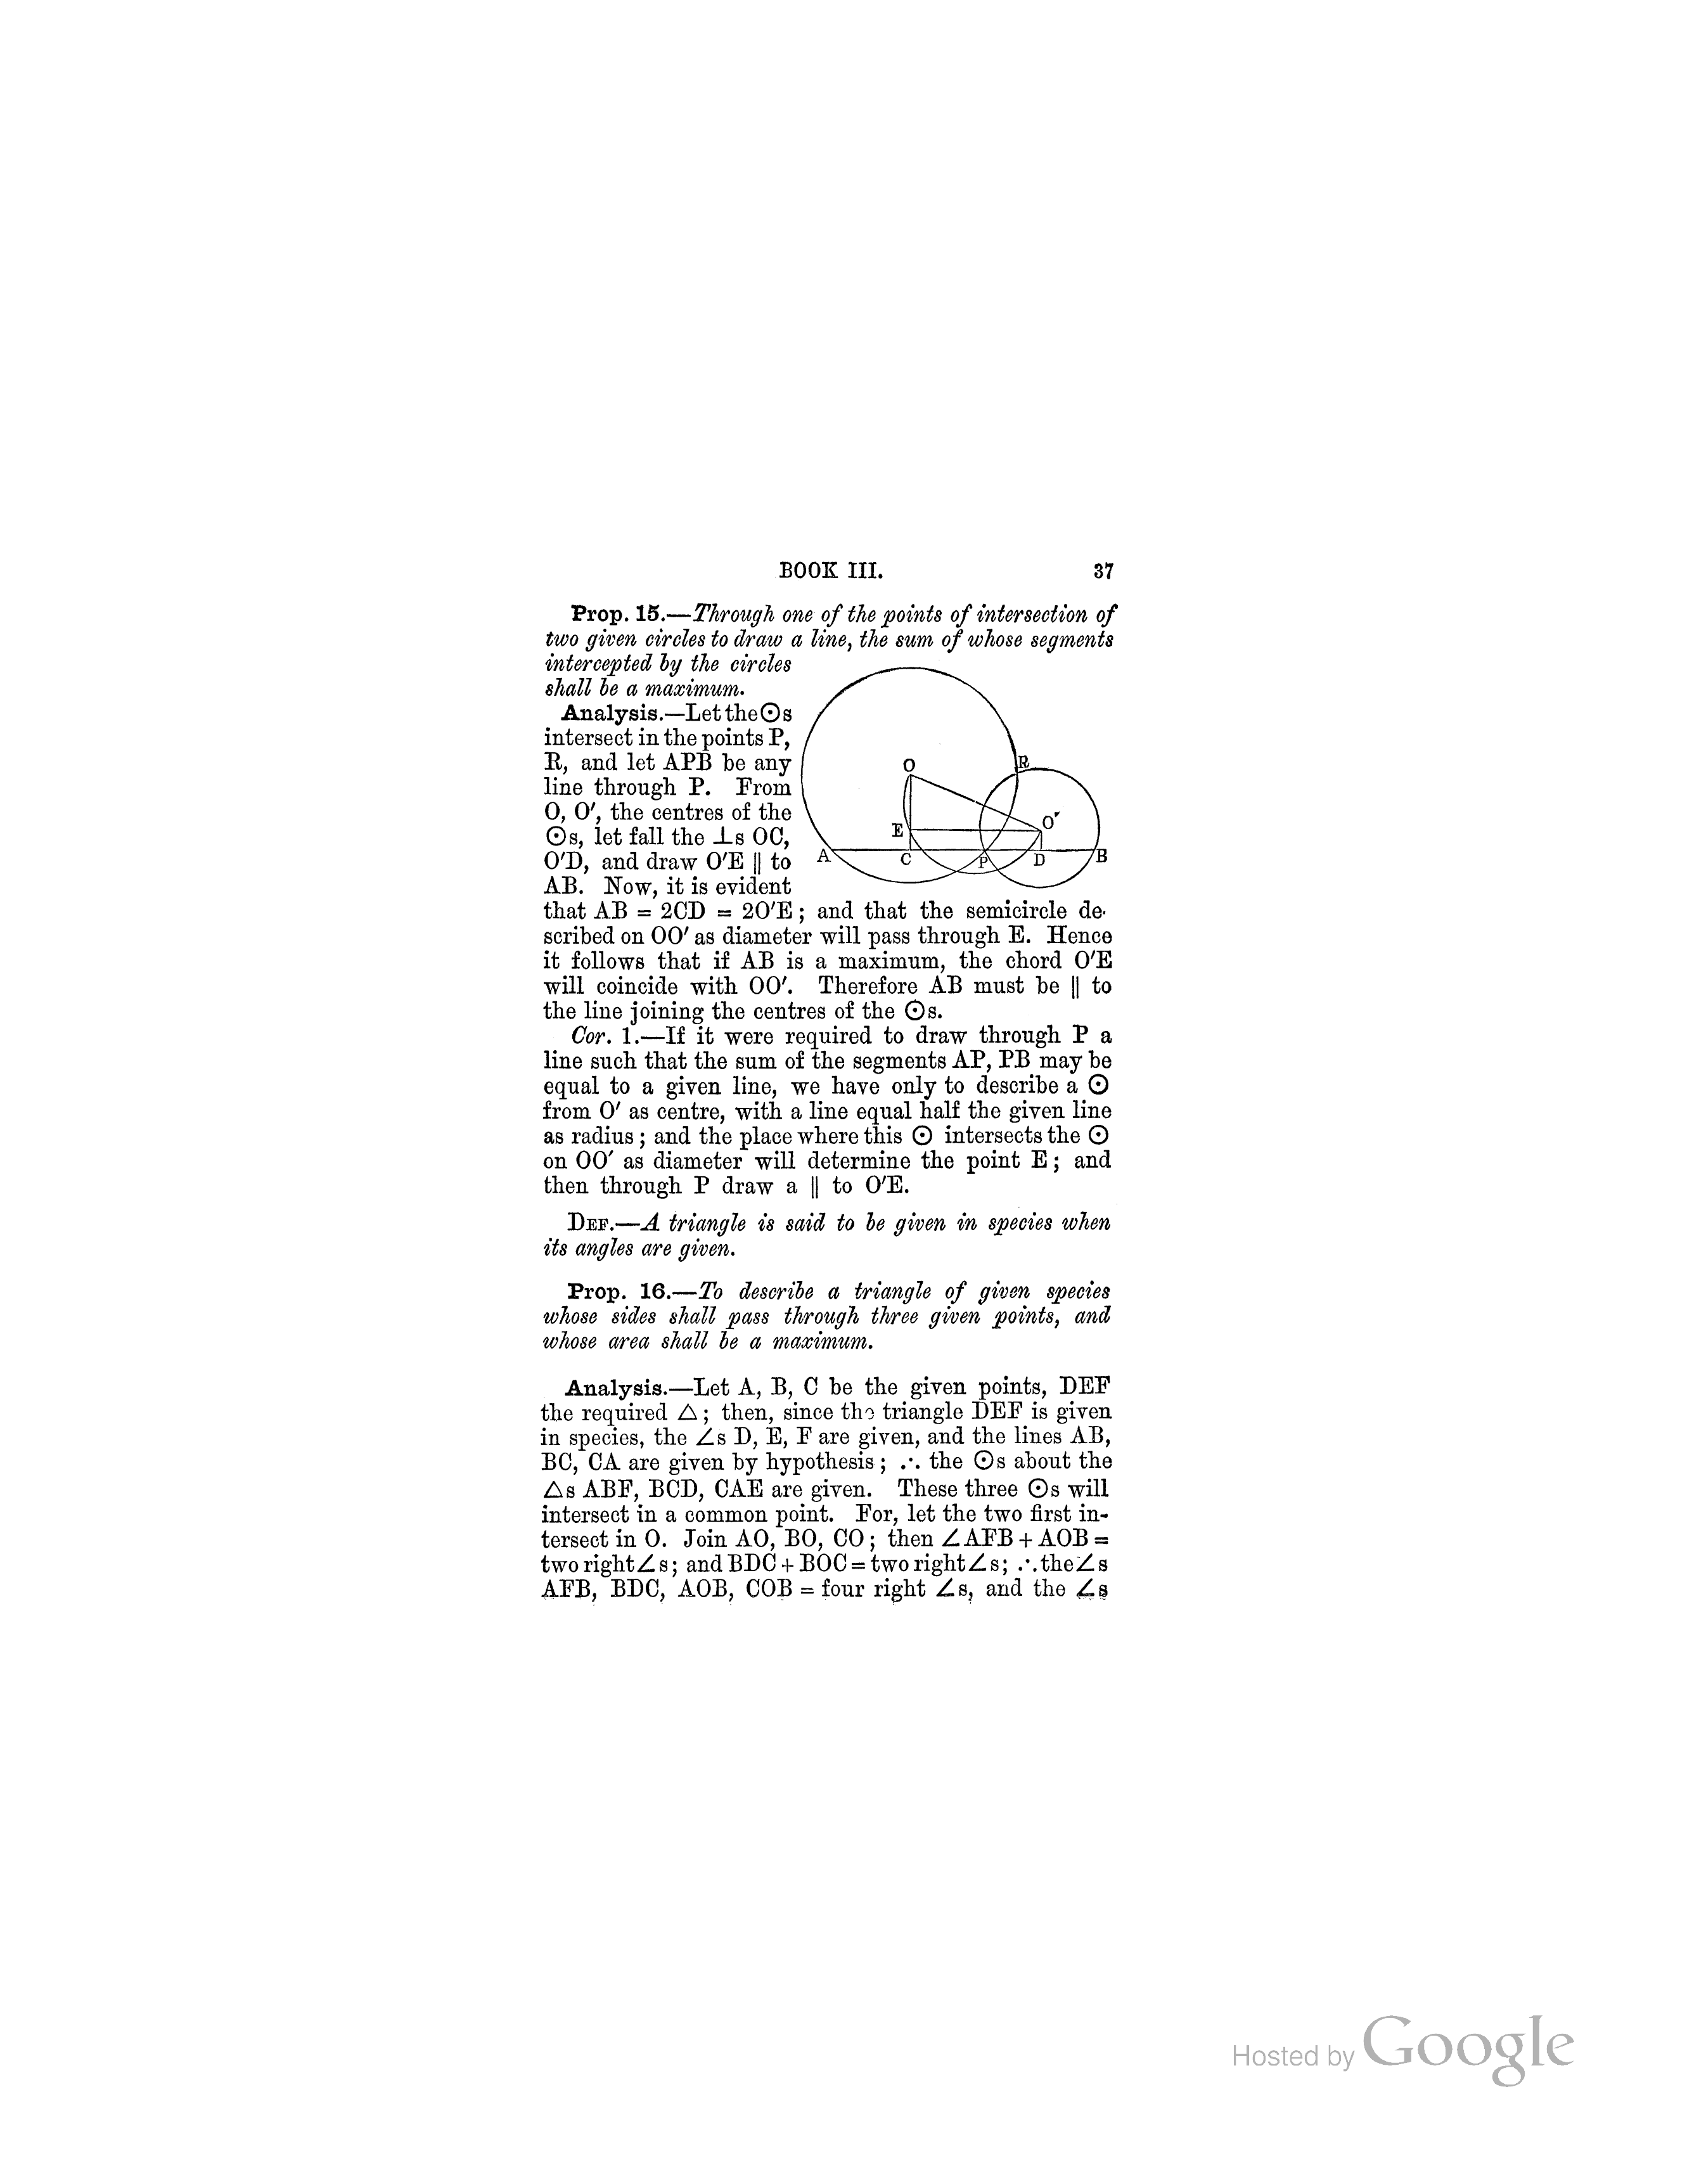 BOOK III. 37
Prop. 15.—Through one of the points of intersection of
two given circles to draw a line, the sum of whose segments
intercepted by the circles
shall be a maximum.
Analysis.—Let the ⊙s
intersect in the points P,
R, and let APB be any
line through P. From
O, O′, the centres of the
⊙s, let fall the ⊥s OC,
O′D, and draw O′E ∥ to
AB. Now, it is evident
O
R
E
O′
A
C
P
D
B
that AB = 2CD = 2O′E; and that the semicircle de-
scribed on OO′ as diameter will pass through E. Hence
it follows that if AB is a maximum, the chord O′E
will coincide with OO′. Therefore AB must be ∥ to
the line joining the centres of the ⊙s.
Cor. 1.—If it were required to draw through P a
line such that the sum of the segments AP, PB may be
equal to a given line, we have only to describe a ⊙
from O′ as centre, with a line equal half the given line
as radius; and the place where this ⊙ intersects the ⊙
on OO′ as diameter will determine the point E; and
then through P draw a ∥ to O′E.
DEF.—A triangle is said to be given in species when
its angles are given.
Prop. 16.—To describe a triangle of given species
whose sides shall pass through three given points, and
whose area shall be a maximum.
Analysis.—Let A, B, C be the given points, DEF
the required △; then, since the triangle DEF is given
in species, the ∠s D, E, F are given, and the lines AB,
BC, CA are given by hypothesis; ∴ the ⊙s about the
△s ABF, BCD, CAE are given. These three ⊙s will
intersect in a common point. For, let the two first in-
tersect in O. Join AO, BO, CO; then ∠AFB + AOB =
two right ∠s; and BDC + BOC = two right ∠s; ∴ the ∠s
AFB, BDC, AOB, COB = four right ∠s, and the ∠s
Hosted by Google